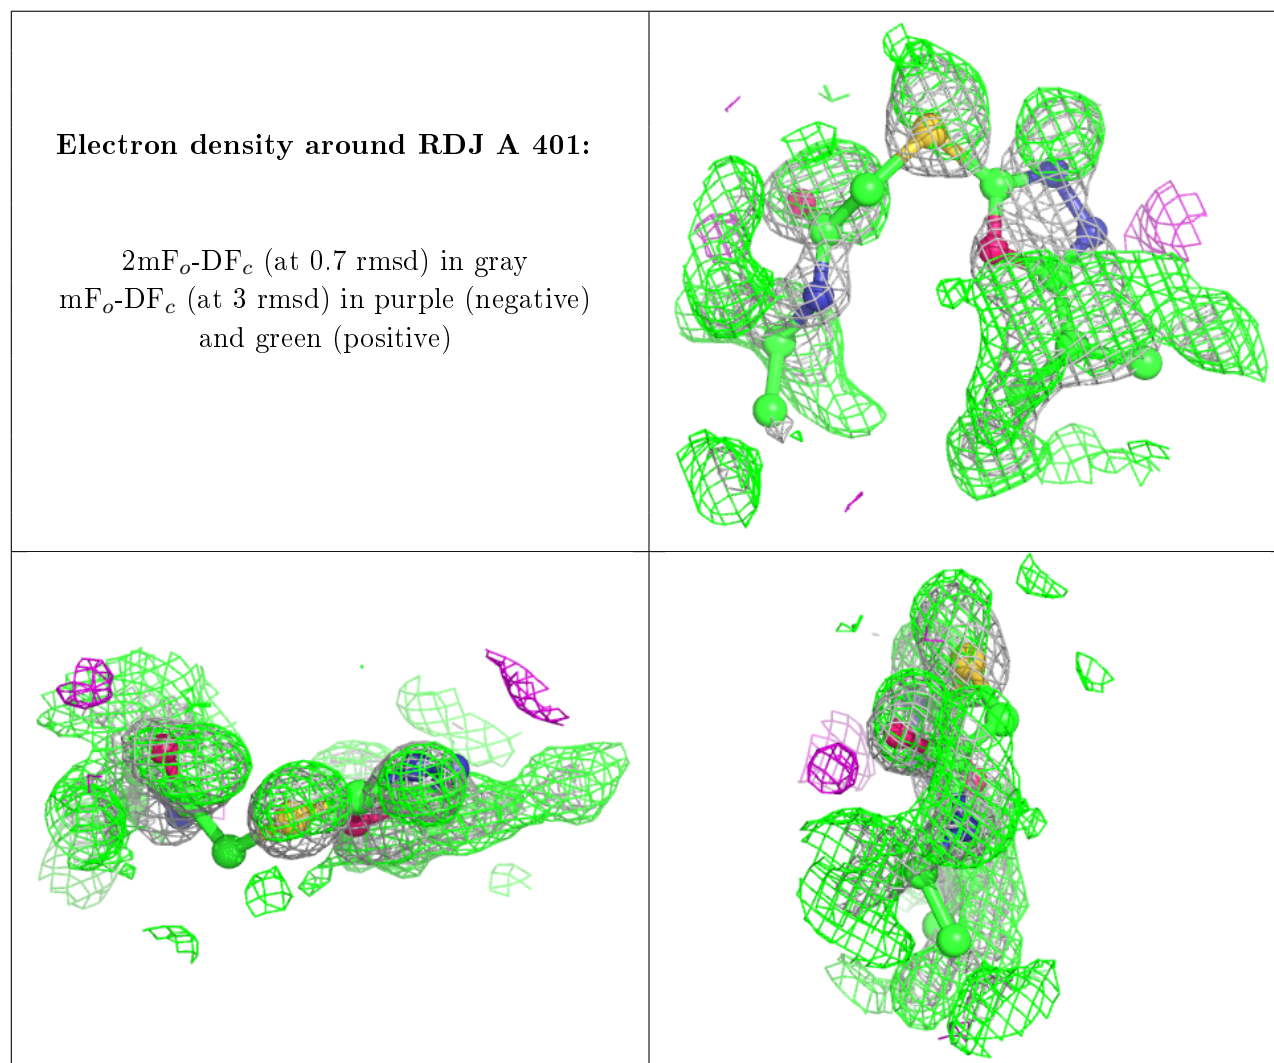 Electron density around RDJ A 401:
2mFₒ-DF𝒸 (at 0.7 rmsd) in gray
mFₒ-DF𝒸 (at 3 rmsd) in purple (negative)
and green (positive)